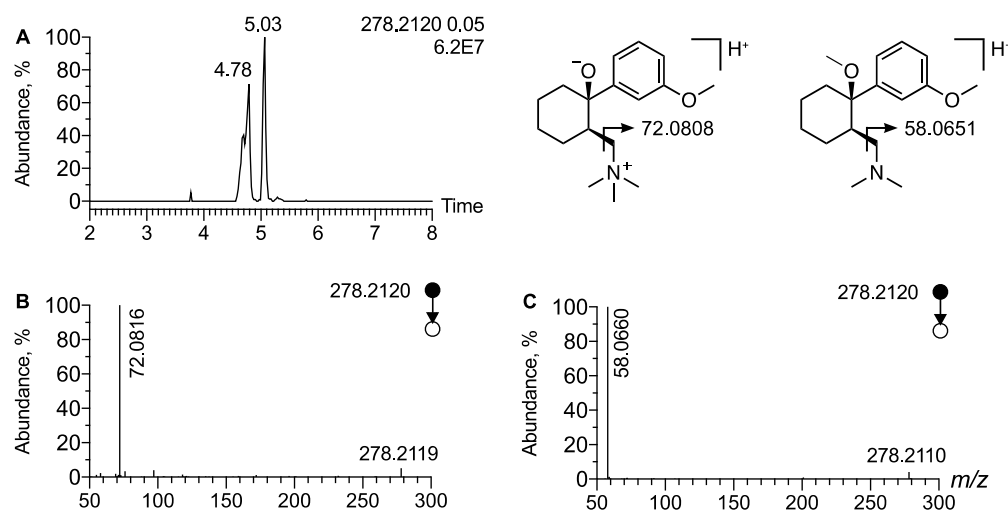 A
Abundance, %
100
80
60
40
20
0
4.78
5.03
278.2120 0.05
6.2E7
2 3 4 5 6 7 8
Time
−O
O
N+
H+
72.0808
O
O
N
H+
58.0651
B
Abundance, %
100
80
60
40
20
0
72.0816
278.2120
278.2119
50 100 150 200 250 300
C
Abundance, %
100
80
60
40
20
0
58.0660
278.2120
278.2110
50 100 150 200 250 300
m/z